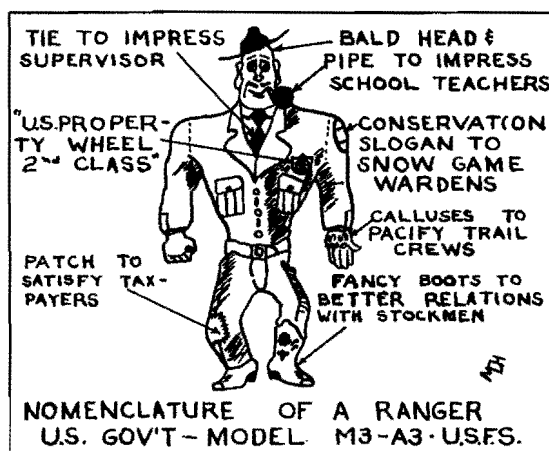 TIE TO IMPRESS
SUPERVISOR
BALD HEAD &
PIPE TO IMPRESS
SCHOOL TEACHERS
"U.S. PROPER-
TY WHEEL
2ND CLASS"
CONSERVATION
SLOGAN TO
SNOW GAME
WARDENS
CALLUSES TO
PACIFY TRAIL
CREWS
PATCH TO
SATISFY TAX-
PAYERS
FANCY BOOTS TO
BETTER RELATIONS
WITH STOCKMEN
NOMENCLATURE OF A RANGER
U.S. GOV'T - MODEL M3-A3 · U.S.F.S.